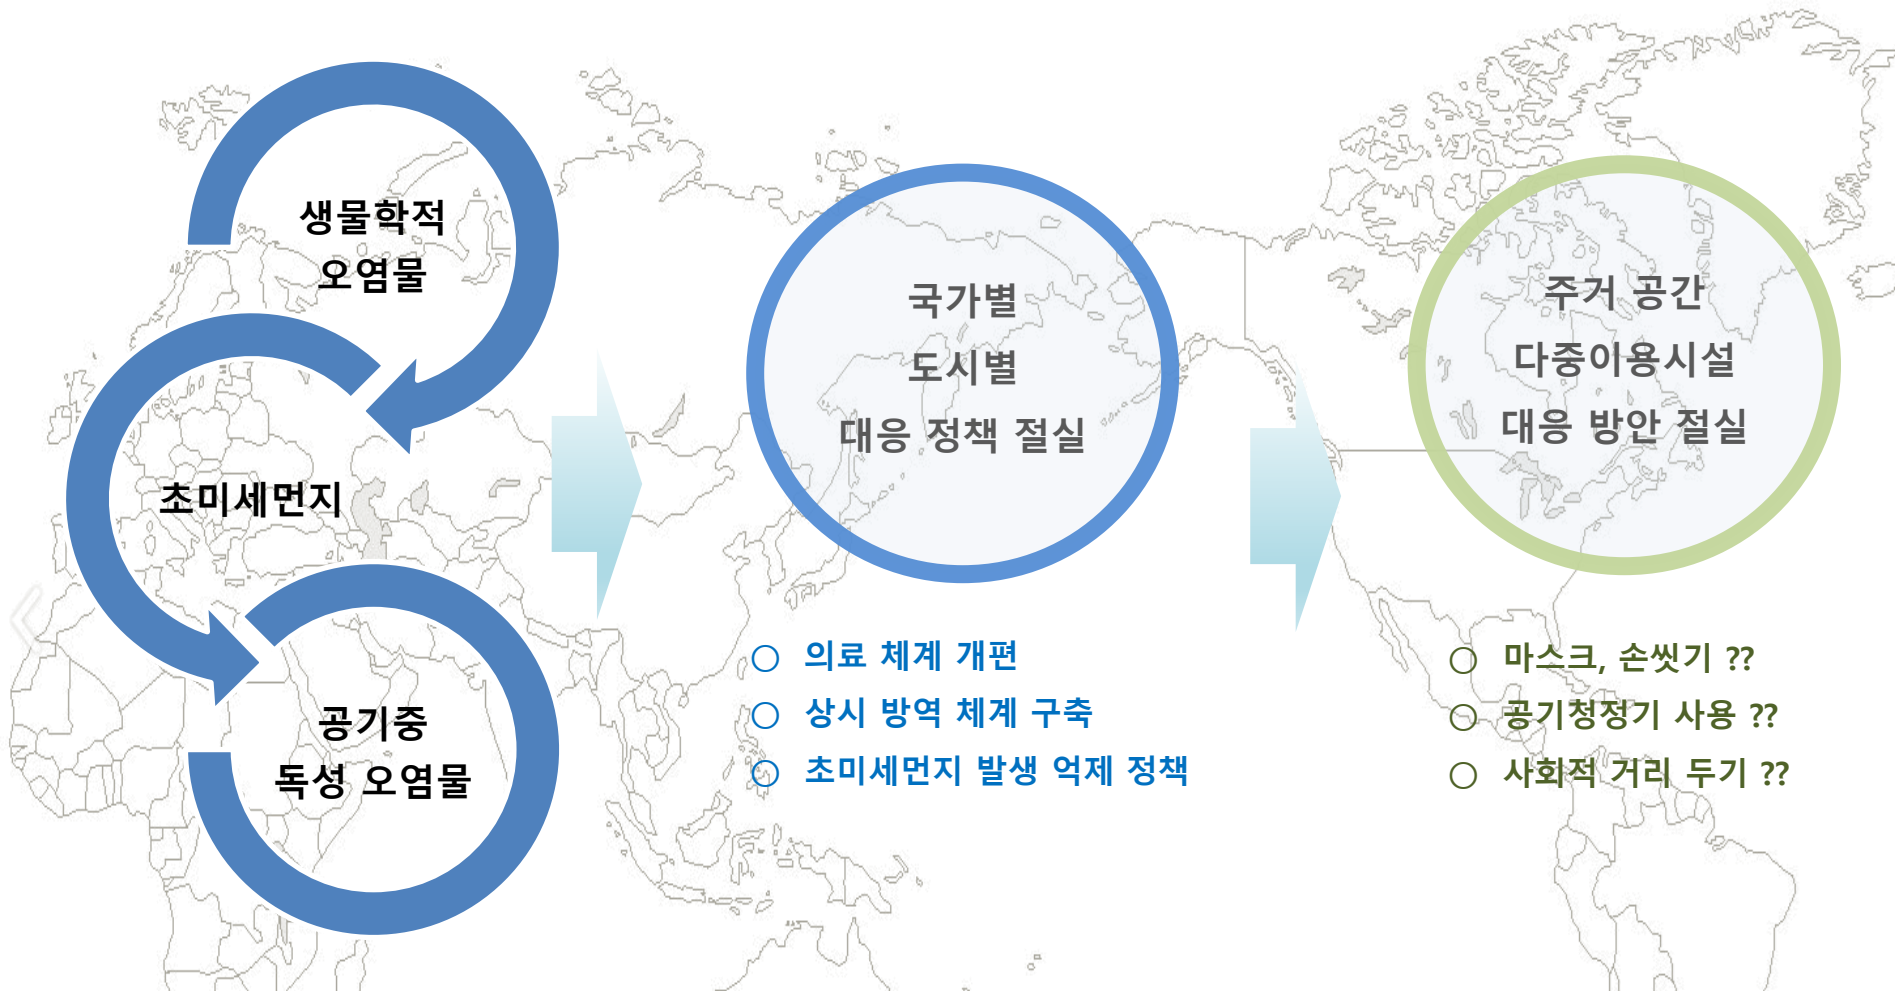 생물학적
오염물
초미세먼지
공기중
독성 오염물
국가별
도시별
대응 정책 절실
○ 의료 체계 개편
○ 상시 방역 체계 구축
○ 초미세먼지 발생 억제 정책
주거 공간
다중이용시설
대응 방안 절실
○ 마스크, 손씻기 ??
○ 공기청정기 사용 ??
○ 사회적 거리 두기 ??